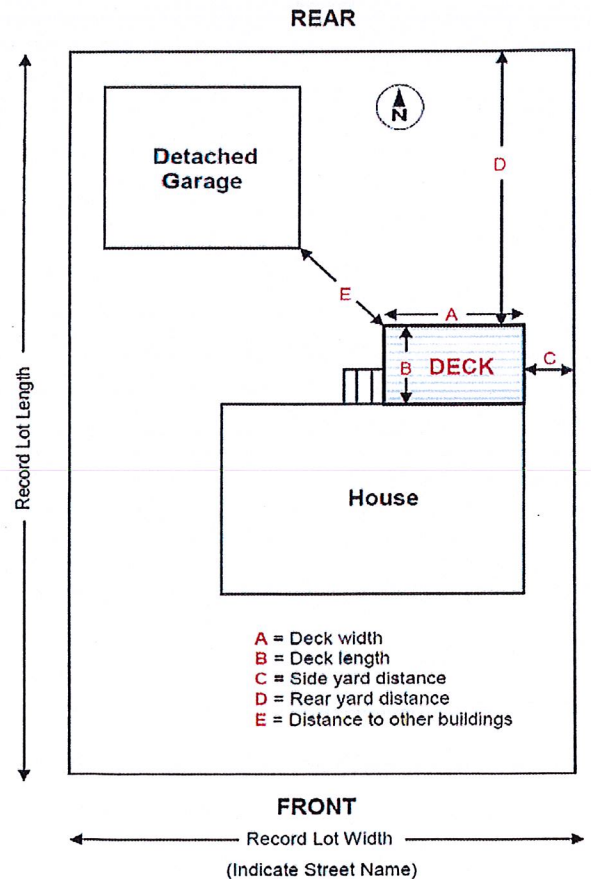 REAR
N
Detached
Garage
D
E
A
B
DECK
C
Record Lot Length
House
A = Deck width
B = Deck length
C = Side yard distance
D = Rear yard distance
E = Distance to other buildings
FRONT
Record Lot Width
(Indicate Street Name)